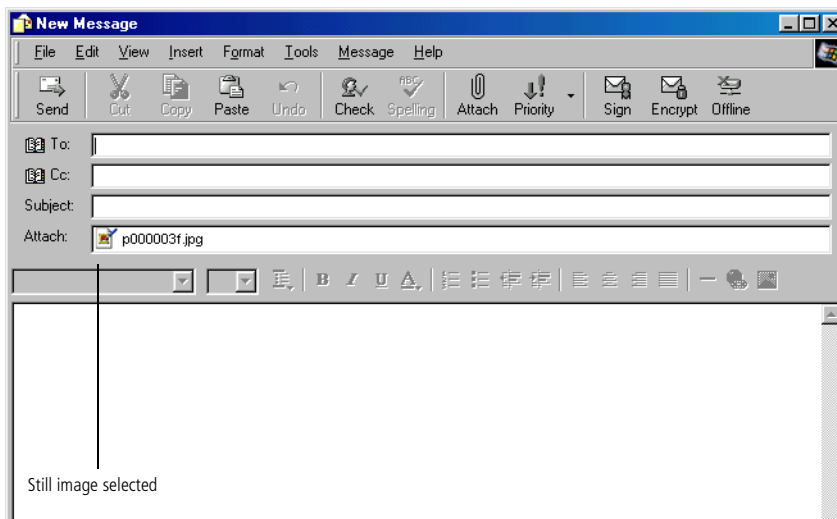 New Message
File Edit View Insert Format Tools Message Help
Send Cut Copy Paste Undo Check Spelling Attach Priority Sign Encrypt Offline
To:
Cc:
Subject:
Attach: p000003f.jpg
B I U A
Still image selected